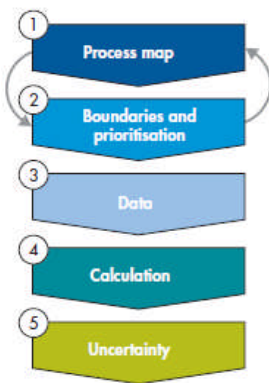 1
Process map
2
Boundaries and
prioritisation
3
Data
4
Calculation
5
Uncertainty